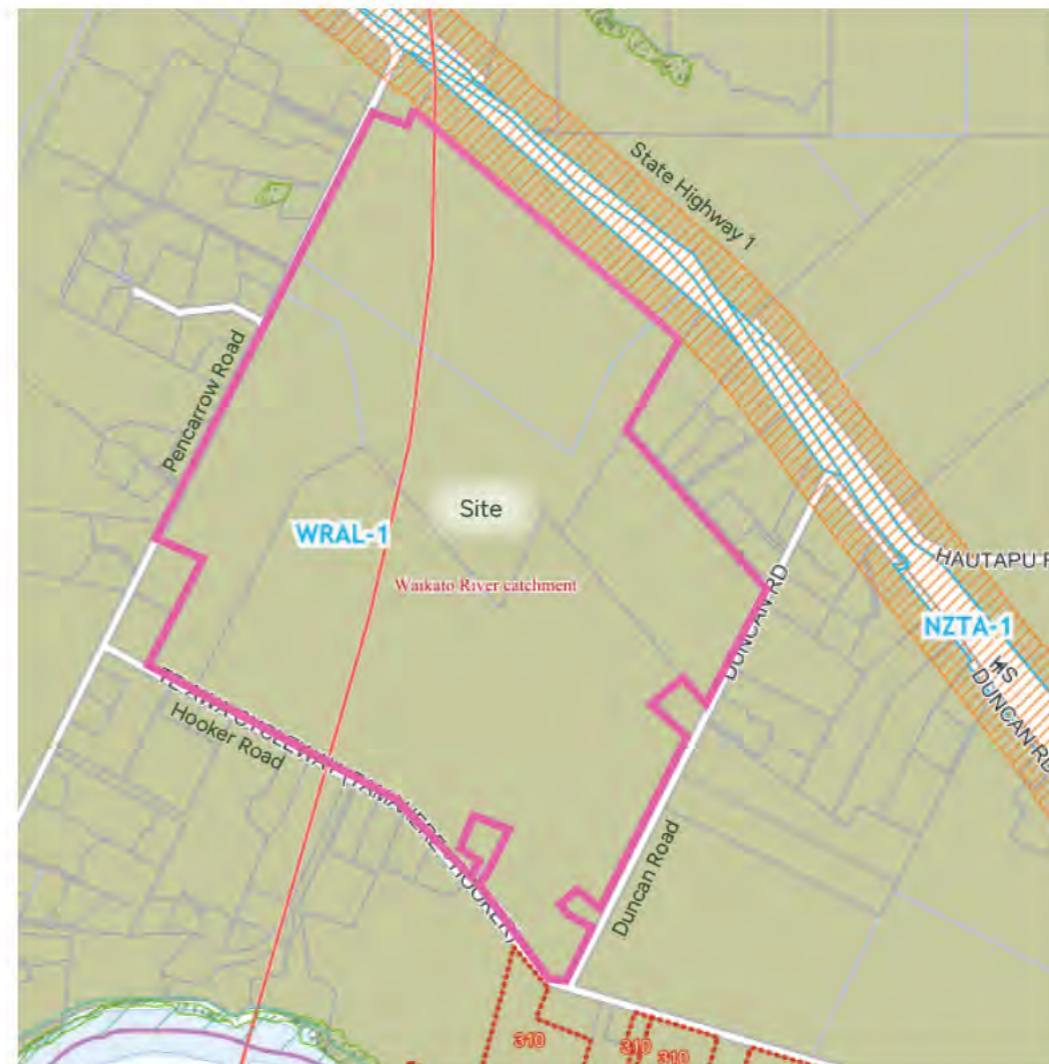 State Highway 1
Pencarrow Road
Site
WRAL-1
Waikato River catchment
DUNCAN RD
HAUTAPU
NZTA-1
DUNCAN RD
Hooker Road
Duncan Road
310
310
310